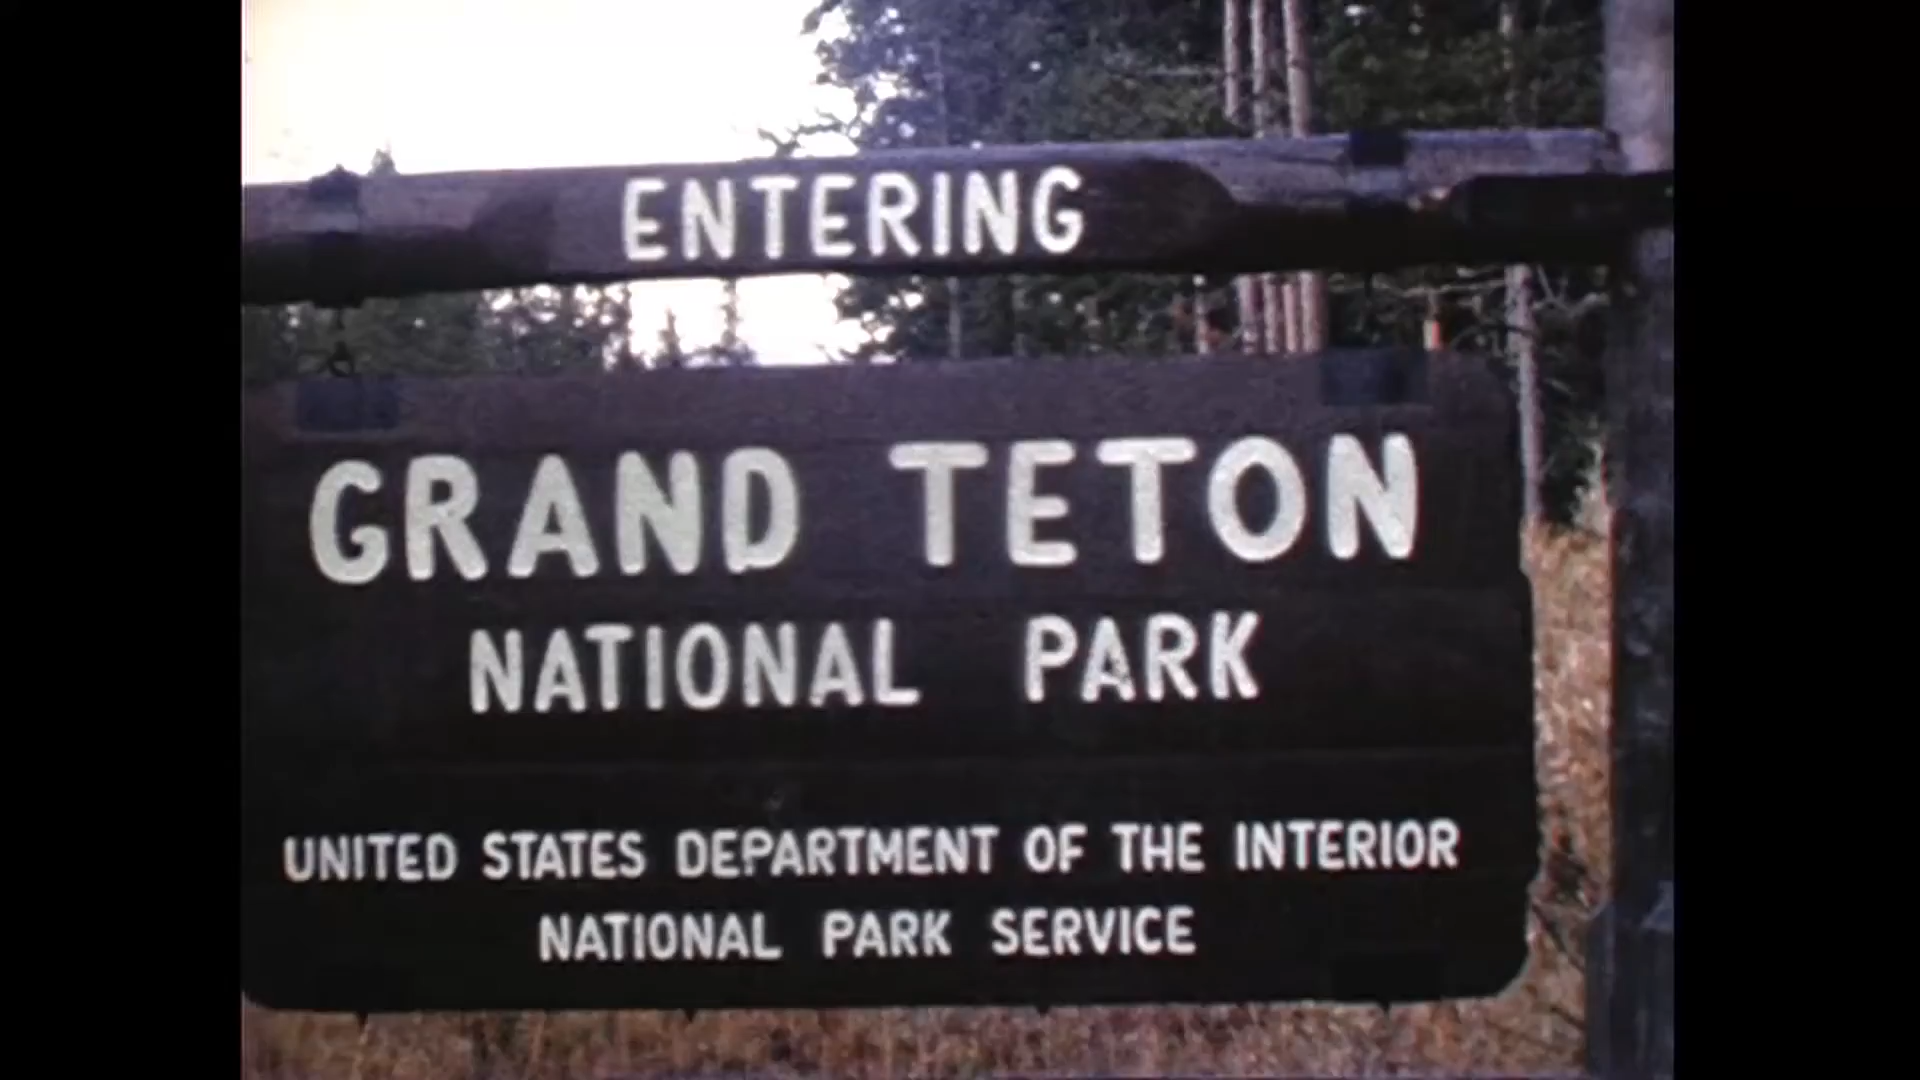 ENTERING
GRAND TETON
NATIONAL PARK
UNITED STATES DEPARTMENT OF THE INTERIOR
NATIONAL PARK SERVICE